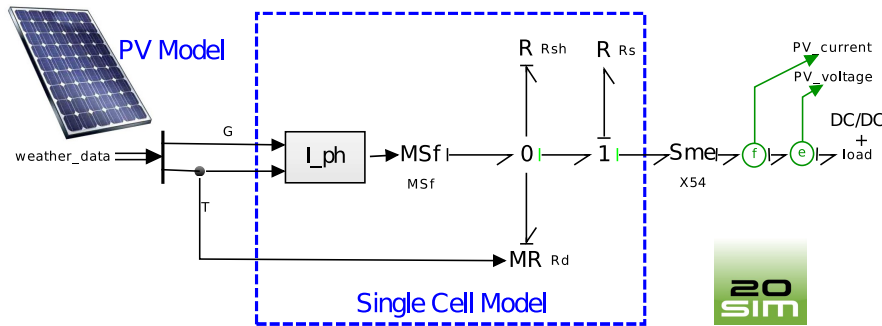 PV Model
R Rsh
R Rs
PV_current
PV_voltage
G
DC/DC
+
load
weather_data
I_ph
MSf
MSf
0
1
Sme
X54
f
e
T
MR Rd
Single Cell Model
20
SIM